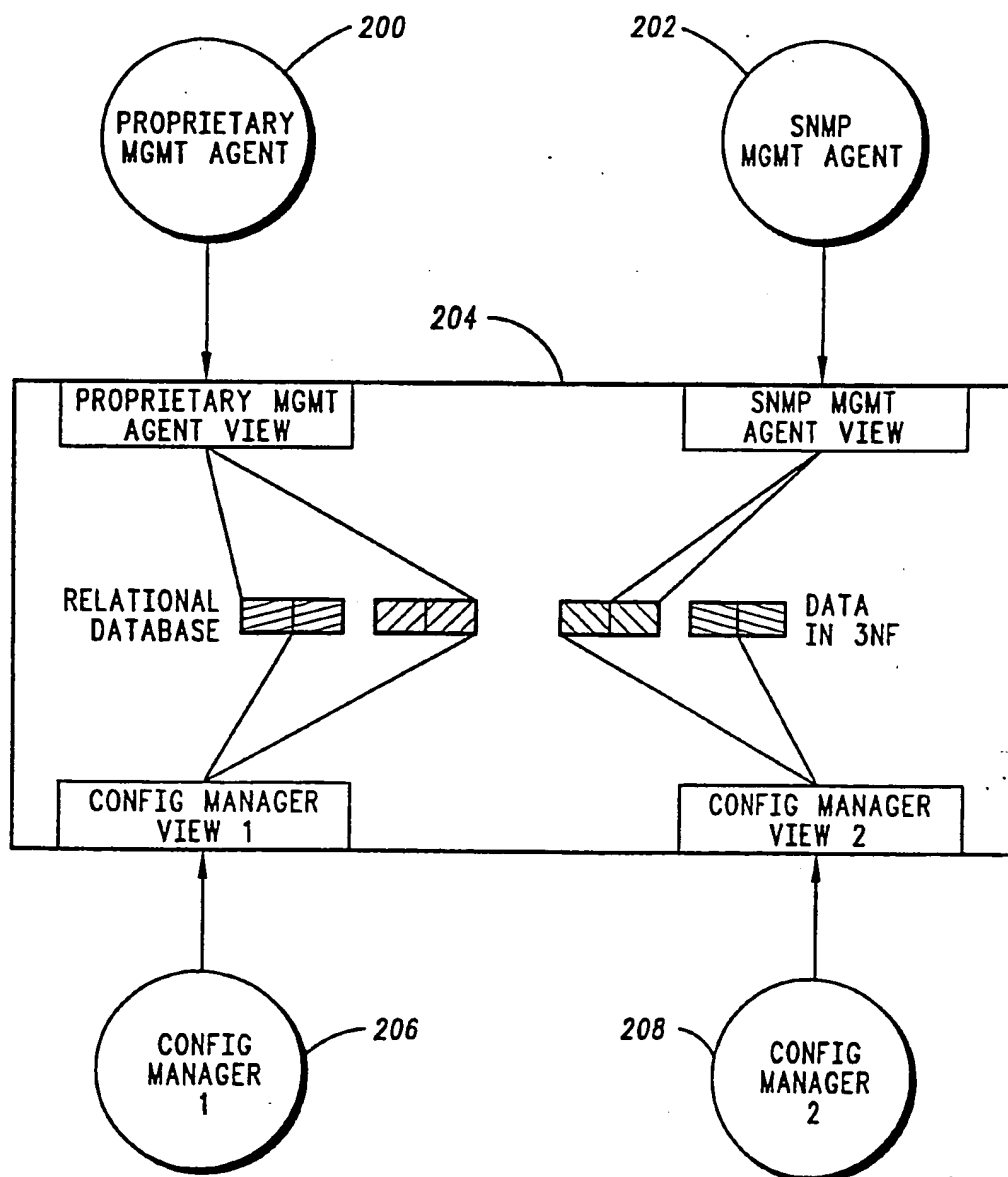 200
202
PROPRIETARY
MGMT AGENT
SNMP
MGMT AGENT
204
PROPRIETARY MGMT
AGENT VIEW
SNMP MGMT
AGENT VIEW
RELATIONAL
DATABASE
DATA
IN 3NF
CONFIG MANAGER
VIEW 1
CONFIG MANAGER
VIEW 2
206
208
CONFIG
MANAGER
1
CONFIG
MANAGER
2